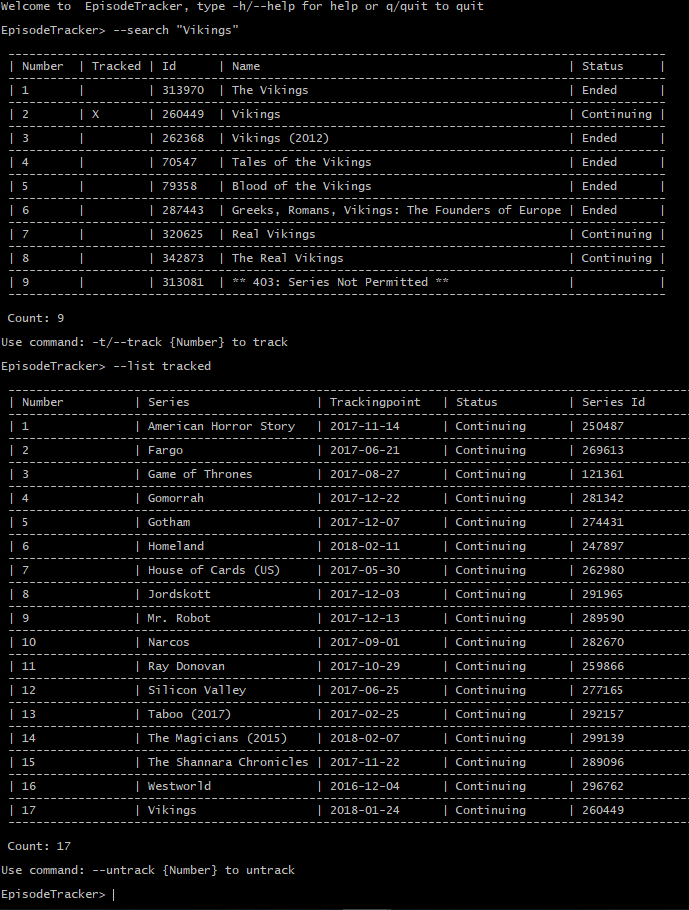 Welcome to  EpisodeTracker, type -h/--help for help or q/quit to quit
EpisodeTracker> --search "Vikings"
| Number | Tracked | Id | Name | Status |
| 1 | | 313970 | The Vikings | Ended |
| 2 | X | 260449 | Vikings | Continuing |
| 3 | | 262368 | Vikings (2012) | Ended |
| 4 | | 70547 | Tales of the Vikings | Ended |
| 5 | | 79358 | Blood of the Vikings | Ended |
| 6 | | 287443 | Greeks, Romans, Vikings: The Founders of Europe | Ended |
| 7 | | 320625 | Real Vikings | Continuing |
| 8 | | 342873 | The Real Vikings | Continuing |
| 9 | | 313081 | ** 403: Series Not Permitted ** | |
Count: 9
Use command: -t/--track {Number} to track
EpisodeTracker> --list tracked
| Number | Series | Trackingpoint | Status | Series Id
| 1 | American Horror Story | 2017-11-14 | Continuing | 250487
| 2 | Fargo | 2017-06-21 | Continuing | 269613
| 3 | Game of Thrones | 2017-08-27 | Continuing | 121361
| 4 | Gomorrah | 2017-12-22 | Continuing | 281342
| 5 | Gotham | 2017-12-07 | Continuing | 274431
| 6 | Homeland | 2018-02-11 | Continuing | 247897
| 7 | House of Cards (US) | 2017-05-30 | Continuing | 262980
| 8 | Jordskott | 2017-12-03 | Continuing | 291965
| 9 | Mr. Robot | 2017-12-13 | Continuing | 289590
| 10 | Narcos | 2017-09-01 | Continuing | 282670
| 11 | Ray Donovan | 2017-10-29 | Continuing | 259866
| 12 | Silicon Valley | 2017-06-25 | Continuing | 277165
| 13 | Taboo (2017) | 2017-02-25 | Continuing | 292157
| 14 | The Magicians (2015) | 2018-02-07 | Continuing | 299139
| 15 | The Shannara Chronicles | 2017-11-22 | Continuing | 289096
| 16 | Westworld | 2016-12-04 | Continuing | 296762
| 17 | Vikings | 2018-01-24 | Continuing | 260449
Count: 17
Use command: --untrack {Number} to untrack
EpisodeTracker>